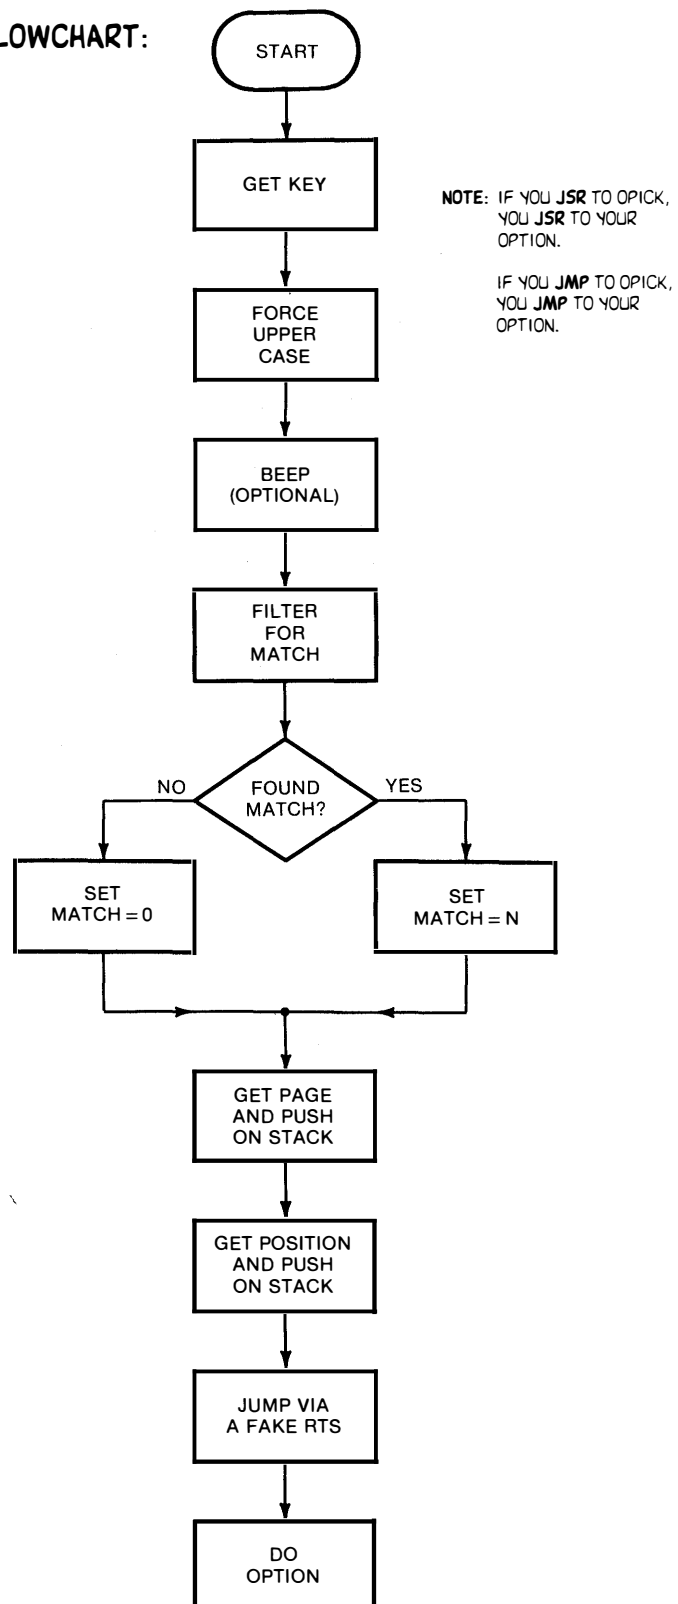 LOWCHART:
START
GET KEY
NOTE: IF YOU JSR TO OPICK,
YOU JSR TO YOUR
OPTION.
IF YOU JMP TO OPICK,
YOU JMP TO YOUR
OPTION.
FORCE
UPPER
CASE
BEEP
(OPTIONAL)
FILTER
FOR
MATCH
NO
FOUND
MATCH?
YES
SET
MATCH = 0
SET
MATCH = N
GET PAGE
AND PUSH
ON STACK
GET POSITION
AND PUSH
ON STACK
JUMP VIA
A FAKE RTS
DO
OPTION